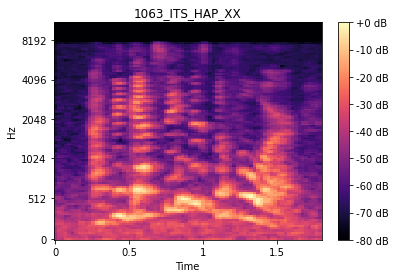 1063_ITS_HAP_XX
8192
4096
2048
1024
512
0
Hz
0
0.5
1
1.5
Time
+0 dB
-10 dB
-20 dB
-30 dB
-40 dB
-50 dB
-60 dB
-70 dB
-80 dB